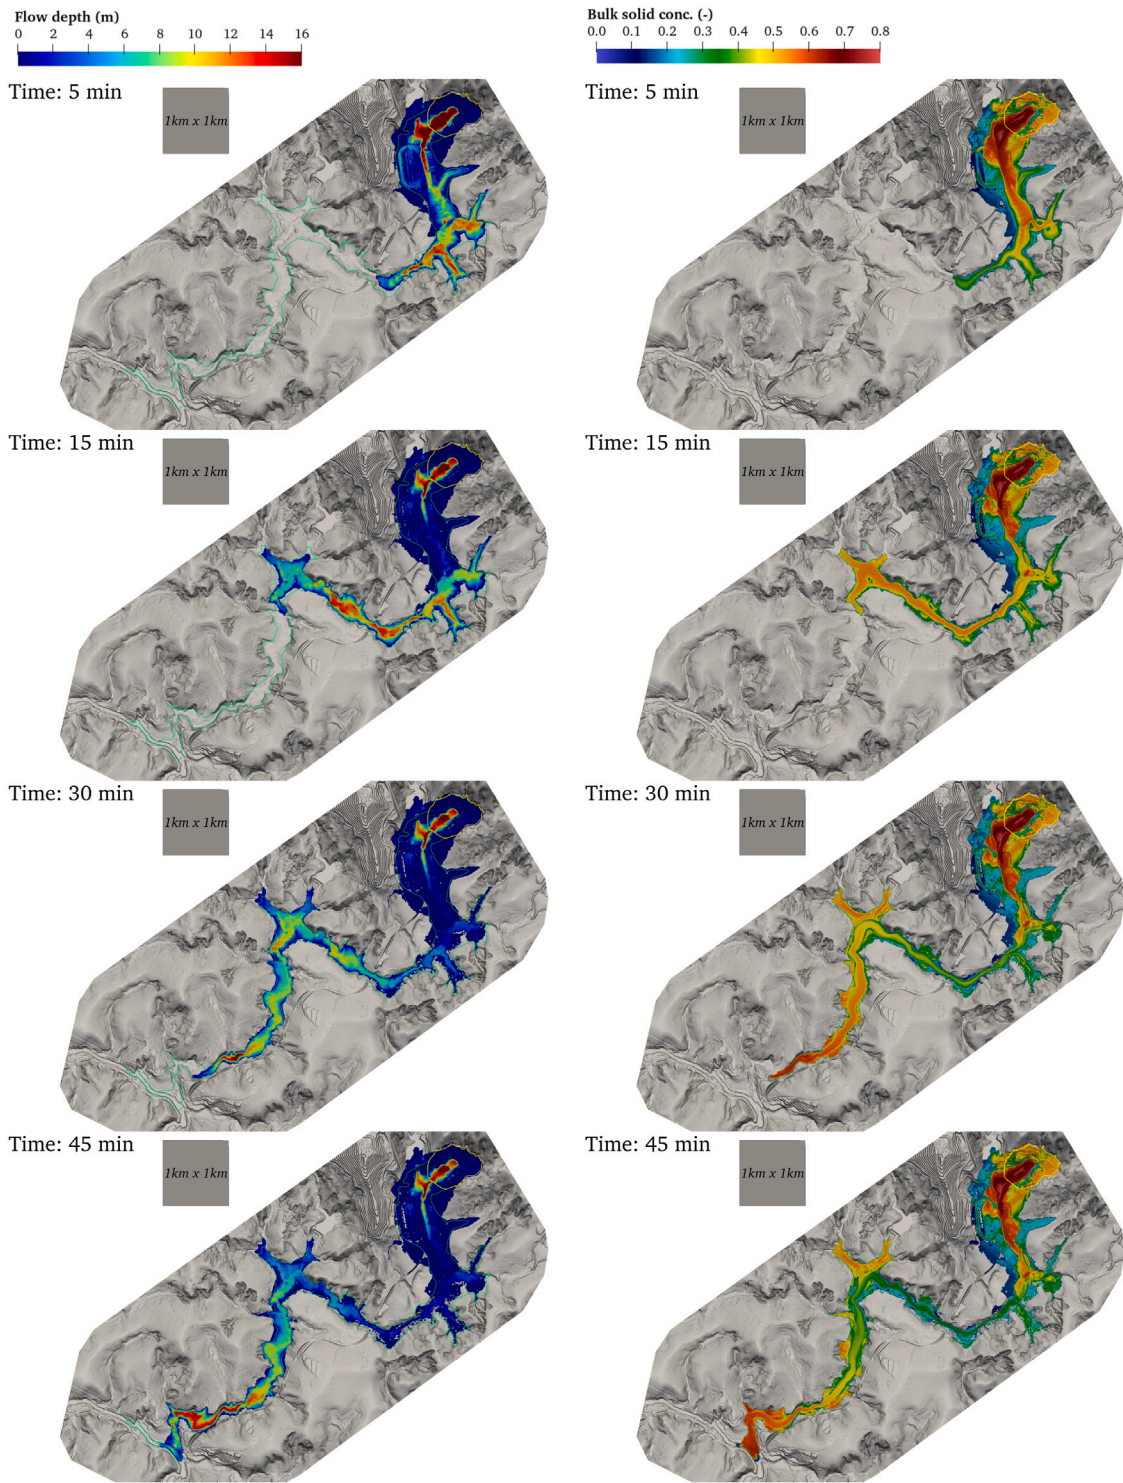 Flow depth (m)
0 2 4 6 8 10 12 14 16
Bulk solid conc. (-)
0.0 0.1 0.2 0.3 0.4 0.5 0.6 0.7 0.8
Time: 5 min
1km x 1km
Time: 5 min
1km x 1km
Time: 15 min
1km x 1km
Time: 15 min
1km x 1km
Time: 30 min
1km x 1km
Time: 30 min
1km x 1km
Time: 45 min
1km x 1km
Time: 45 min
1km x 1km